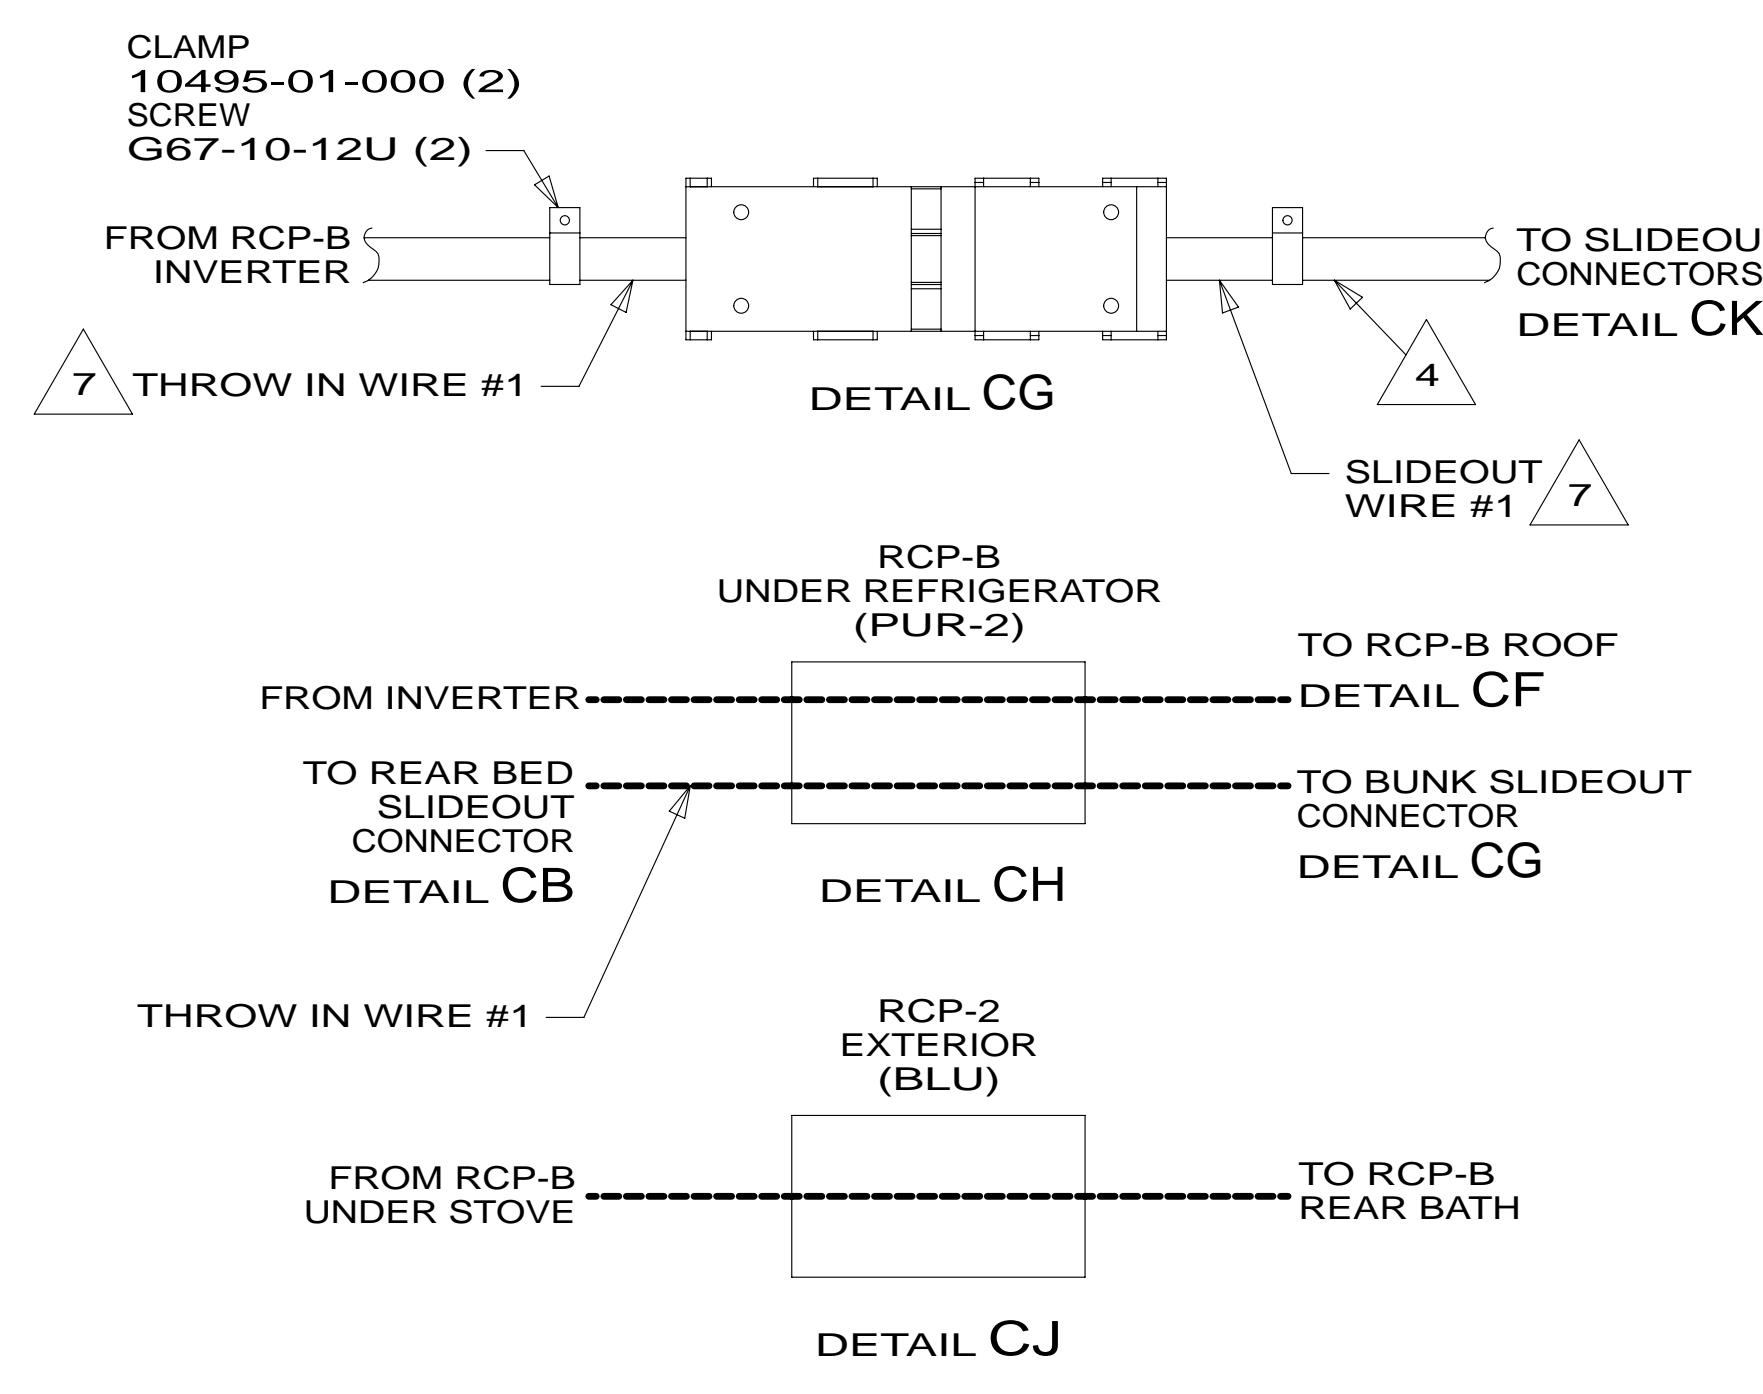 CLAMP
10495-01-000 (2)
SCREW
G67-10-12U (2)
FROM RCP-B
INVERTER
TO SLIDEOU
CONNECTORS
DETAIL CK
7
THROW IN WIRE #1
DETAIL CG
4
SLIDEOUT
WIRE #1
7
RCP-B
UNDER REFRIGERATOR
(PUR-2)
FROM INVERTER
TO RCP-B ROOF
DETAIL CF
TO REAR BED
SLIDEOUT
CONNECTOR
DETAIL CB
TO BUNK SLIDEOUT
CONNECTOR
DETAIL CG
DETAIL CH
THROW IN WIRE #1
RCP-2
EXTERIOR
(BLU)
FROM RCP-B
UNDER STOVE
TO RCP-B
REAR BATH
DETAIL CJ